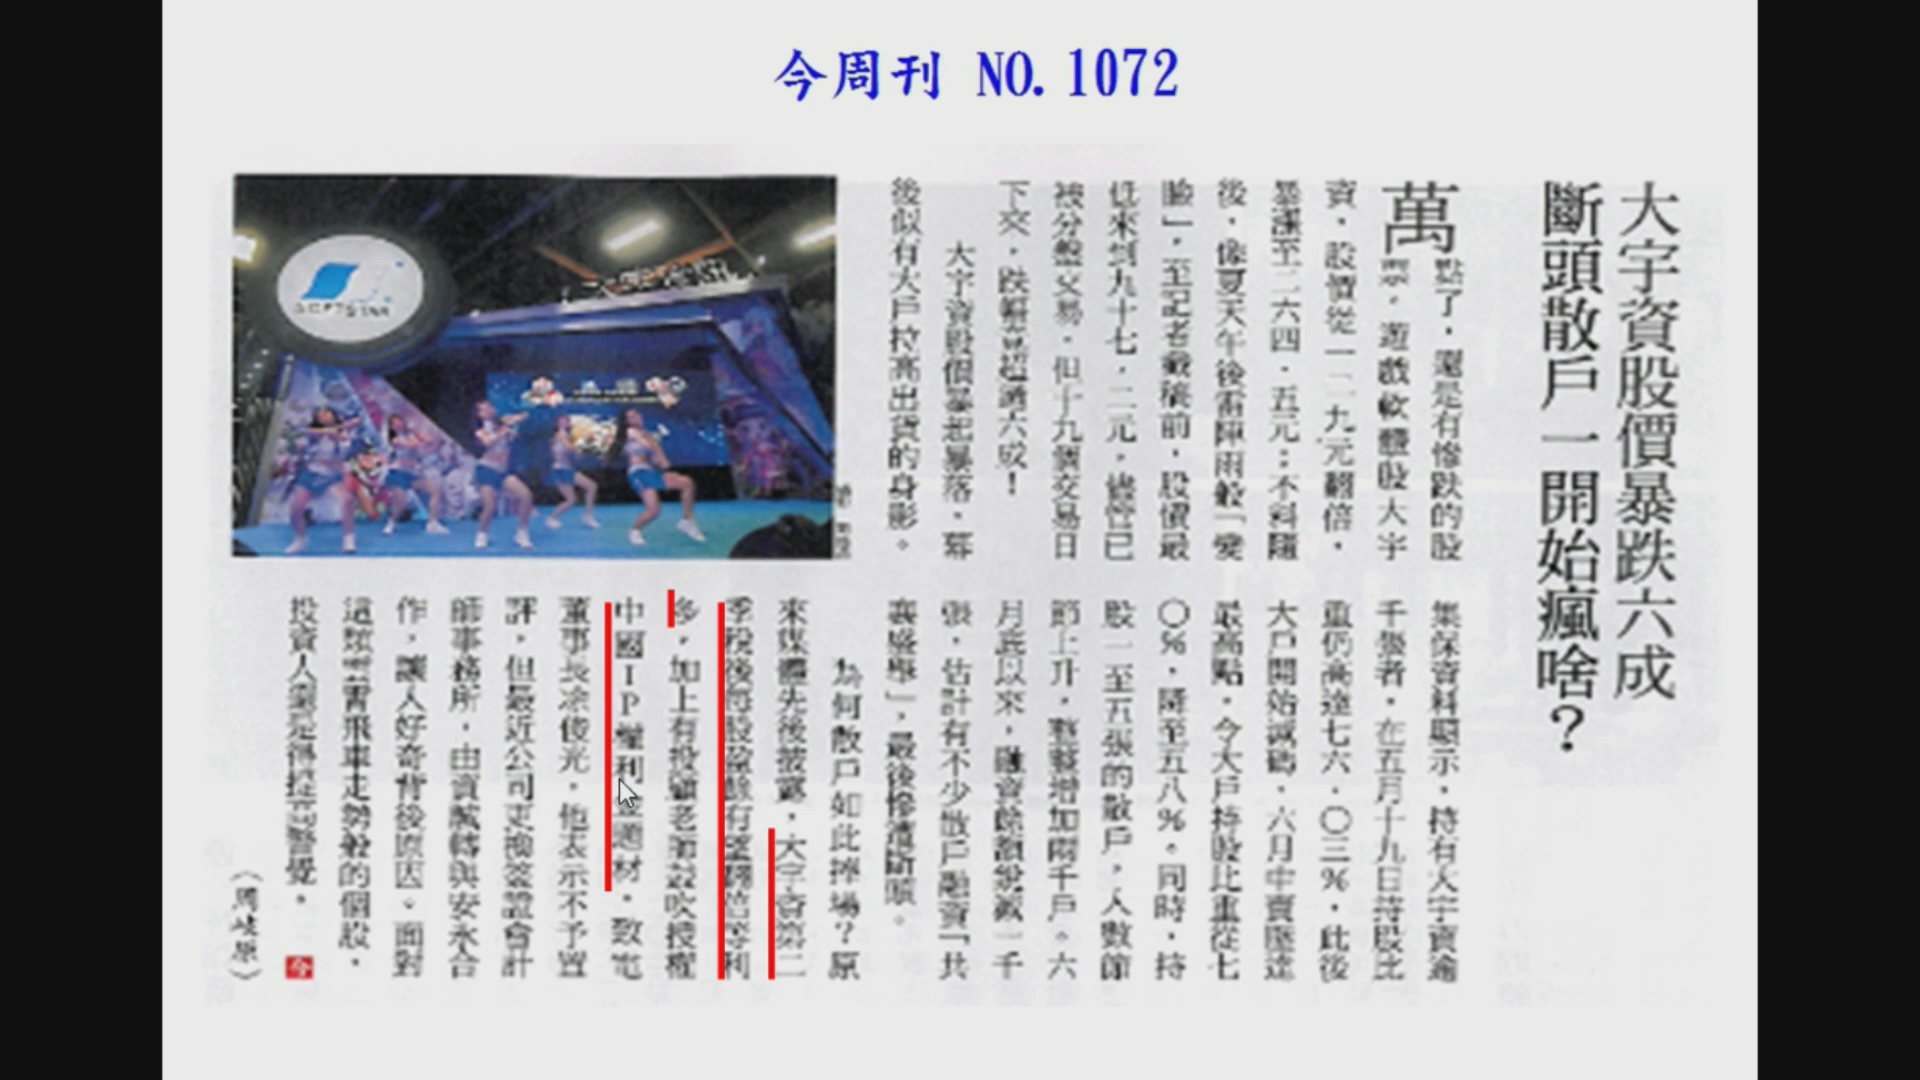 今周刊 NO.1072
大宇資股價暴跌六成
斷頭散戶一開始瘋啥？
萬點了，還是有慘跌的股
票。遊戲軟體股大宇
資，股價從一一九元翻倍，
暴漲至二六四．五元；不料隨
後，像夏天午後雷陣雨般「變
臉」，至記者截稿前，股價最
低來到九十七．二元。儘管已
被分盤交易，但十九個交易日
下來，跌幅竟超過六成！
大宇資股價暴起暴落，幕
後似有大戶拉高出貨的身影。
集保資料顯示，持有大宇資逾
千張者，在五月十九日持股比
重仍高達七六．〇三％，此後
大戶開始減碼，六月中賣壓達
最高點，今大戶持股比重從七
〇％，降至五八％。同時，持
股一至五張的散戶，人數節
節上升，整整增加兩千戶。六
月底以來，融資餘額銳減一千
張，估計有不少散戶融資「共
襄盛舉」，最後慘遭斷頭。
為何散戶如此捧場？原
來媒體先後披露，大宇資第二
季稅後每股盈餘有望翻倍等利
多，加上有投顧老師鼓吹授權
中國IP權利金題材。致電
董事長涂俊光，他表示不予置
評，但最近公司更換簽證會計
師事務所，由資誠轉與安永合
作，讓人好奇背後原因。面對
這類雲霄飛車走勢般的個股，
投資人還是得提高警覺。
（周岐原）
今
SOFTSTAR